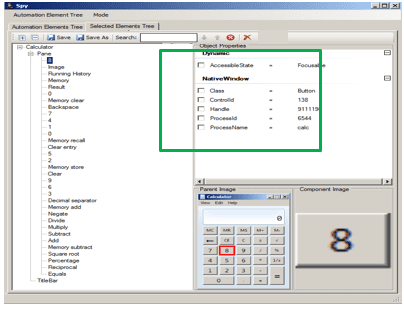 Spy
Automation Element Tree Mode
Automation Elements Tree Selected Elements Tree
Save Save As Search:
Calculator
Pane
8
Image
Running History
Memory
Result
0
Memory clear
Backspace
7
4
1
0
Memory recall
Clear entry
5
2
Memory store
Clear
9
6
3
Decimal separator
Memory add
Negate
Divide
Multiply
Subtract
Add
Memory subtract
Square root
Percentage
Reciprocal
Equals
TitleBar
Object Properties
Dynamic
AccessibleState = Focusable
NativeWindow
Class = Button
ControlId = 138
Handle = 911119
ProcessId = 6544
ProcessName = calc
Parent Image
Calculator
View Edit Help
0
MC MR MS M+ M-
CE C
7 8 9 / %
4 5 6 * 1/x
1 2 3 - =
0 . +
Component Image
8